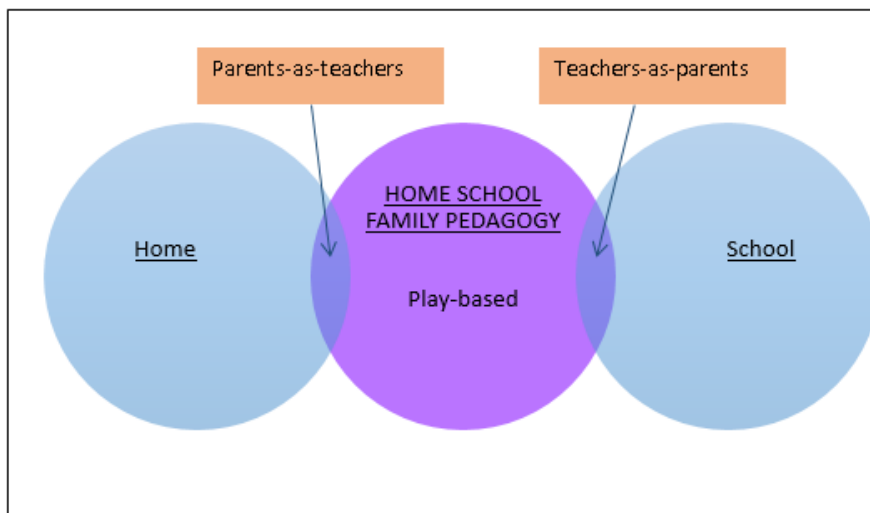 Parents-as-teachers
Teachers-as-parents
HOME SCHOOL
FAMILY PEDAGOGY
Home
School
Play-based